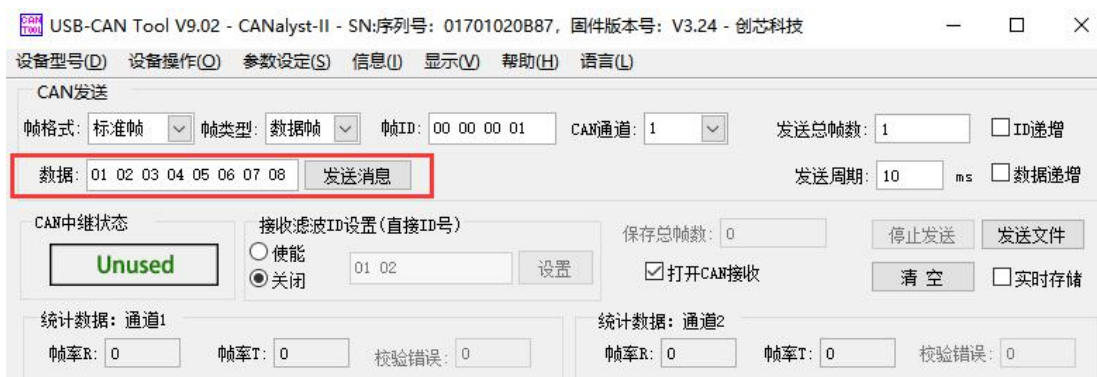 CAN TOOL USB-CAN Tool V9.02 - CANalyst-II - SN:序列号: 01701020B87, 固件版本号: V3.24 - 创芯科技
设备型号(D) 设备操作(O) 参数设定(S) 信息(I) 显示(V) 帮助(H) 语言(L)
CAN发送
帧格式: 标准帧 帧类型: 数据帧 帧ID: 00 00 00 01 CAN通道: 1 发送总帧数: 1 ID递增
数据: 01 02 03 04 05 06 07 08 发送消息 发送周期: 10 ms 数据递增
CAN中继状态 接收滤波ID设置(直接ID号)
保存总帧数: 0 停止发送 发送文件
Unused 使能 关闭 01 02 设置 打开CAN接收 清空 实时存储
统计数据: 通道1 统计数据: 通道2
帧率R: 0 帧率T: 0 校验错误: 0 帧率R: 0 帧率T: 0 校验错误: 0